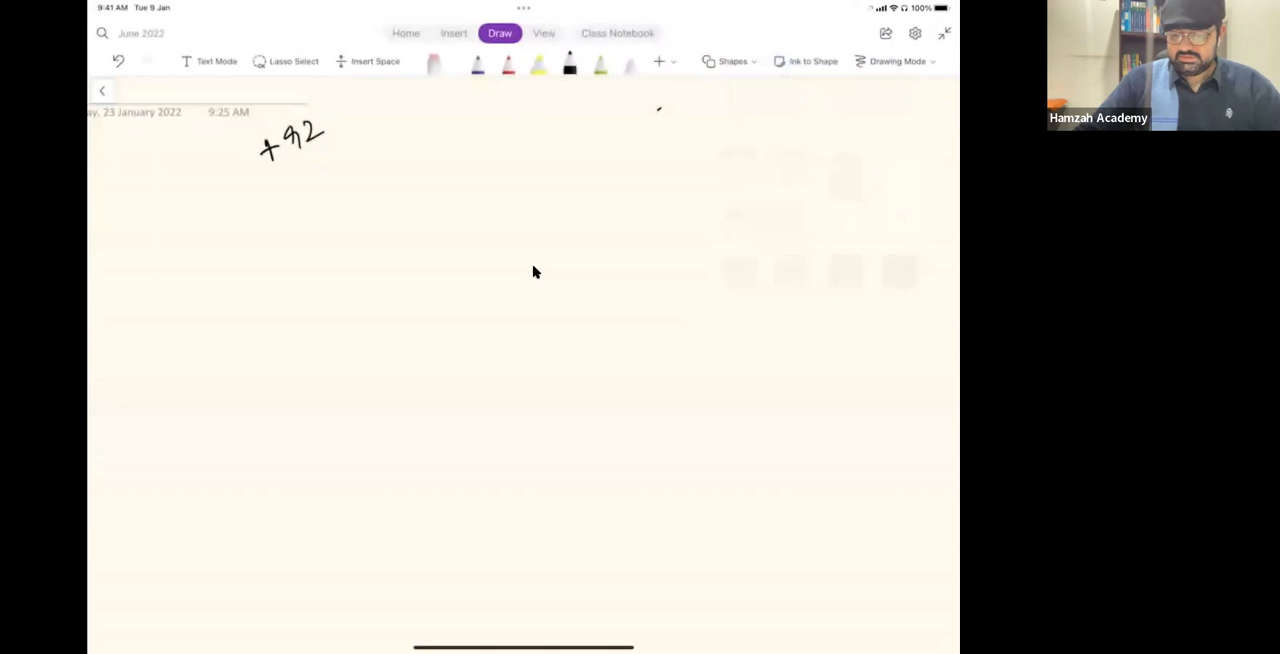 9:41 AM Tue 9 Jan 100%
June 2022 Home Insert Draw View Class Notebook
Text Mode Lasso Select Insert Space Shapes Ink to Shape Drawing Mode
Hamzah Academy
ay, 23 January 2022 9:25 AM
+92